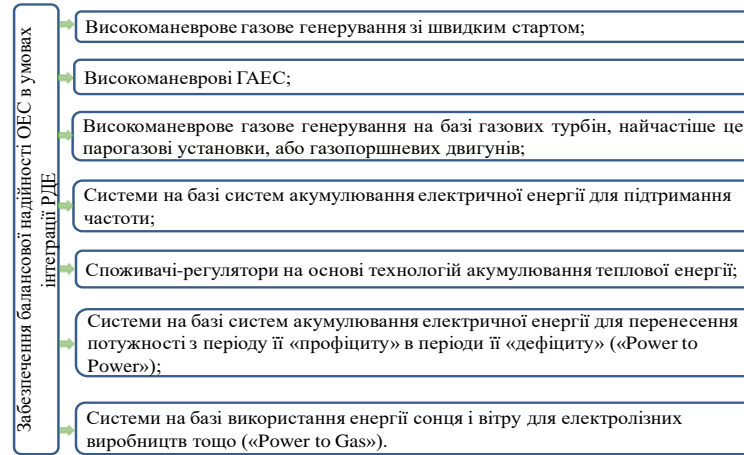 Забезпечення балансової надійності ОЕС в умовах
інтеграції РДЕ
Високоманеврове газове генерування зі швидким стартом;
Високоманеврові ГАЕС;
Високоманеврове газове генерування на базі газових турбін, найчастіше це
парогазові установки, або газопоршневих двигунів;
Системи на базі систем акумулювання електричної енергії для підтримання
частоти;
Споживачі-регулятори на основі технологій акумулювання теплової енергії;
Системи на базі систем акумулювання електричної енергії для перенесення
потужності з періоду її «профіциту» в періоди її «дефіциту» («Power to
Power»);
Системи на базі використання енергії сонця і вітру для електролізних
виробництв тощо («Power to Gas»).